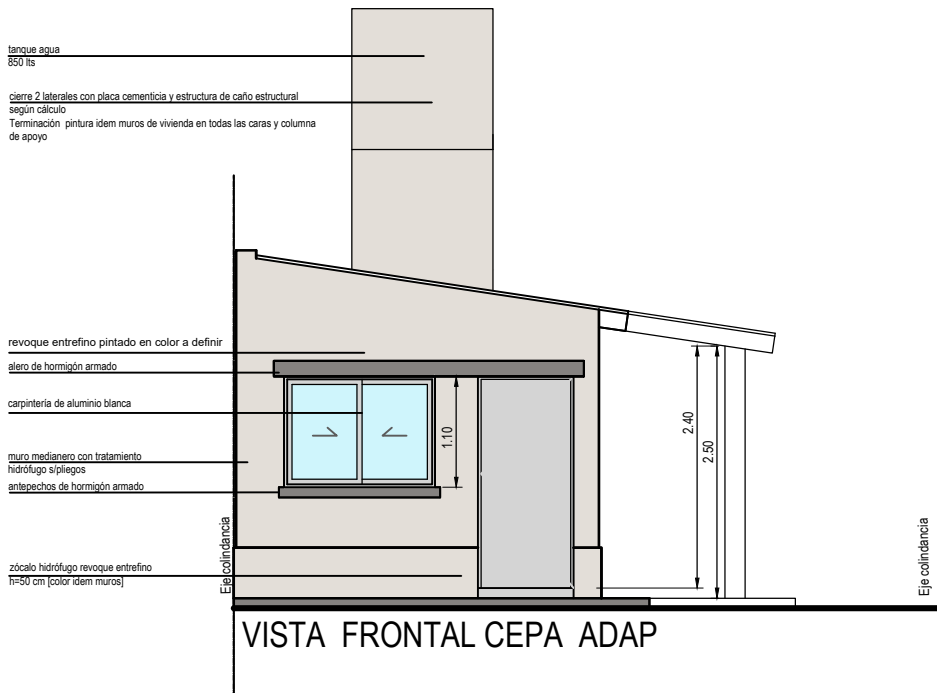 tanque agua
850 lts
cierre 2 laterales con placa cementicia y estructura de caño estructural
según cálculo
Terminación pintura idem muros de vivienda en todas las caras y columna
de apoyo
revoque entrefino pintado en color a definir
alero de hormigón armado
carpintería de aluminio blanca
muro medianero con tratamiento
hidrófugo s/pliegos
antepechos de hormigón armado
zócalo hidrófugo revoque entrefino
h=50 cm [color idem muros]
Eje colindancia
1.10
2.40
2.50
Eje colindancia
VISTA FRONTAL CEPA ADAP